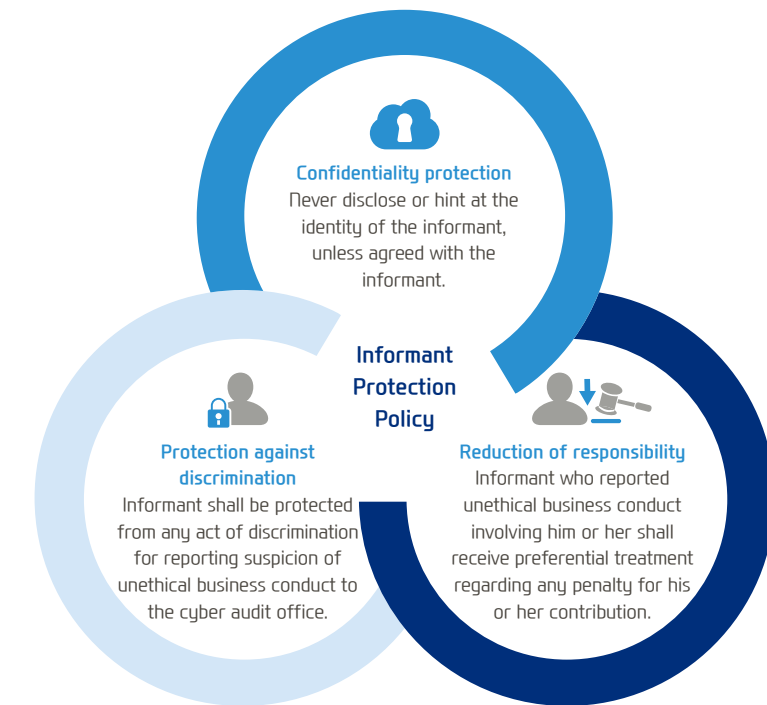 Confidentiality protection
Never disclose or hint at the
identity of the informant,
unless agreed with the
informant.
Informant
Protection
Policy
Protection against
discrimination
Informant shall be protected
from any act of discrimination
for reporting suspicion of
unethical business conduct to
the cyber audit office.
Reduction of responsibility
Informant who reported
unethical business conduct
involving him or her shall
receive preferential treatment
regarding any penalty for his
or her contribution.